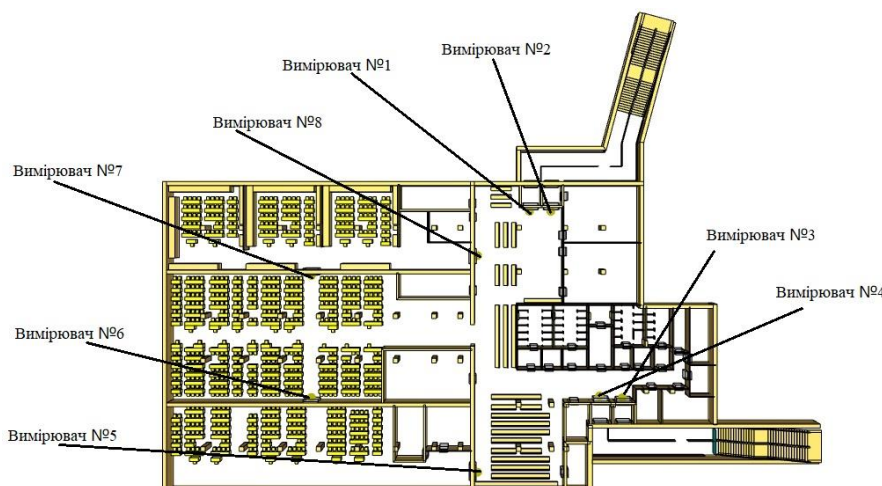 Вимірювач №2
Вимірювач №1
Вимірювач №8
Вимірювач №7
Вимірювач №3
Вимірювач №4
Вимірювач №6
Вимірювач №5